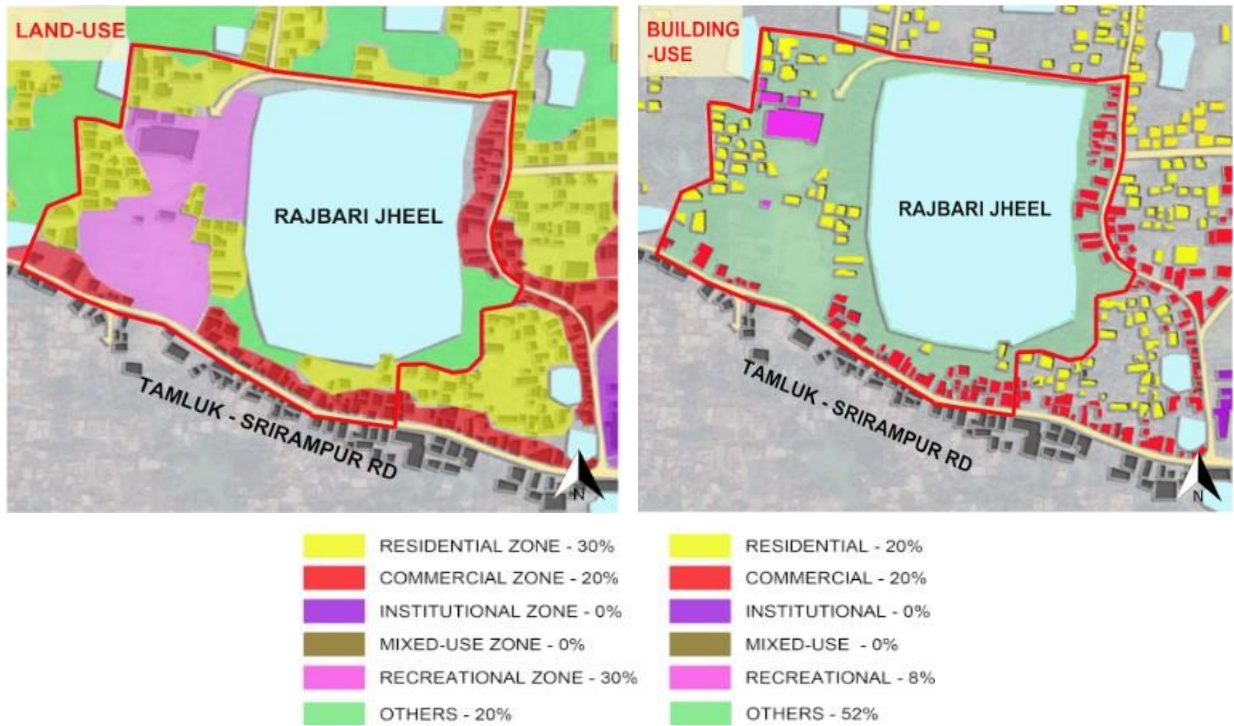 LAND-USE
RAJBARI JHEEL
TAMLUK - SRIRAMPUR RD
N
BUILDING
-USE
RAJBARI JHEEL
TAMLUK - SRIRAMPUR RD
N
RESIDENTIAL ZONE - 30%
COMMERCIAL ZONE - 20%
INSTITUTIONAL ZONE - 0%
MIXED-USE ZONE - 0%
RECREATIONAL ZONE - 30%
OTHERS - 20%
RESIDENTIAL - 20%
COMMERCIAL - 20%
INSTITUTIONAL - 0%
MIXED-USE - 0%
RECREATIONAL - 8%
OTHERS - 52%